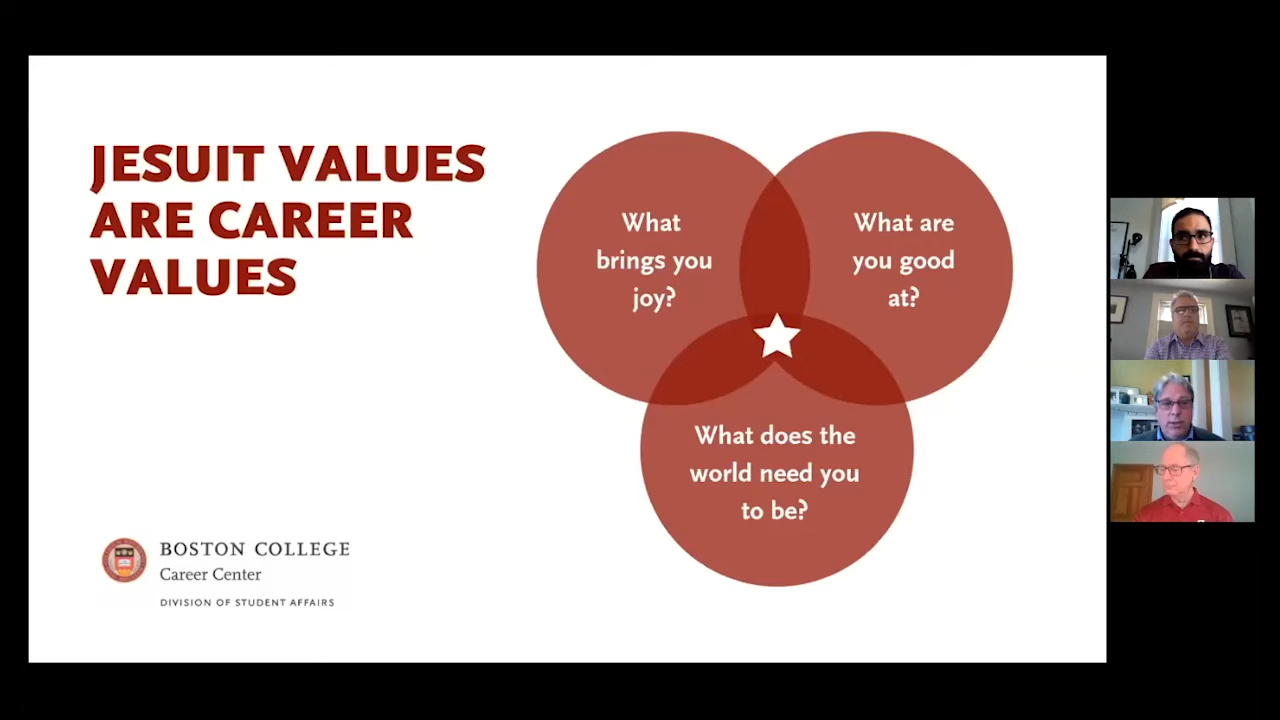 JESUIT VALUES
ARE CAREER
VALUES
What
brings you
joy?
What are
you good
at?
What does the
world need you
to be?
BOSTON COLLEGE
Career Center
DIVISION OF STUDENT AFFAIRS